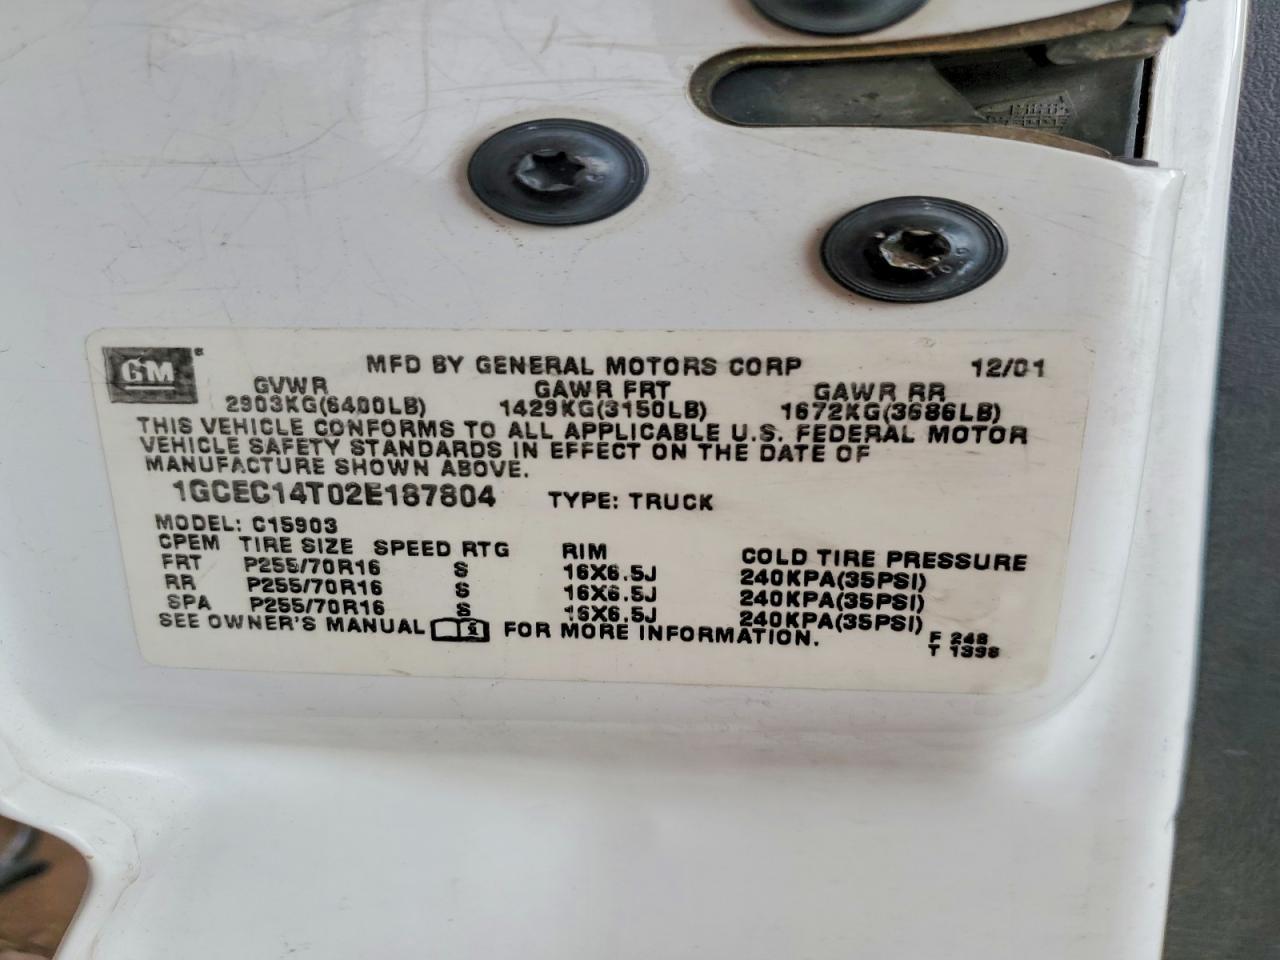 GM
MFD BY GENERAL MOTORS CORP 12/01
GVWR GAWR FRT GAWR RR
2903KG(6400LB) 1429KG(3150LB) 1672KG(3686LB)
THIS VEHICLE CONFORMS TO ALL APPLICABLE U.S. FEDERAL MOTOR
VEHICLE SAFETY STANDARDS IN EFFECT ON THE DATE OF
MANUFACTURE SHOWN ABOVE.
1GCEC14T02E187804 TYPE: TRUCK
MODEL: C15903
CPEM TIRE SIZE SPEED RTG RIM COLD TIRE PRESSURE
FRT P255/70R16 S 16X6.5J 240KPA(35PSI)
RR P255/70R16 S 16X6.5J 240KPA(35PSI)
SPA P255/70R16 S 16X6.5J 240KPA(35PSI)
SEE OWNER'S MANUAL FOR MORE INFORMATION.
F 248
T 1398